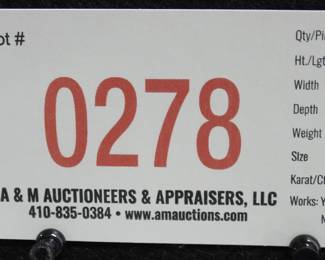 ot #
0278
A & M AUCTIONEERS & APPRAISERS, LLC
410-835-0384 • www.amauctions.com
Qty/Pi
Ht./Lgt
Width
Depth
Weight
Size
Karat/Ct
Works: Y
N